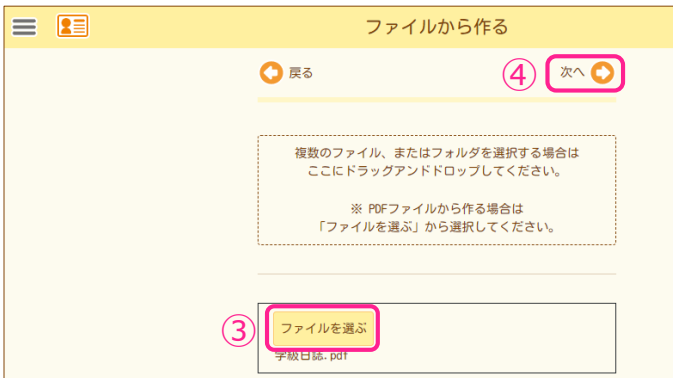 ファイルから作る
戻る
④
次へ
複数のファイル、またはフォルダを選択する場合は
ここにドラッグアンドドロップしてください。
※ PDFファイルから作る場合は
「ファイルを選ぶ」から選択してください。
③
ファイルを選ぶ
学級日誌.pdf